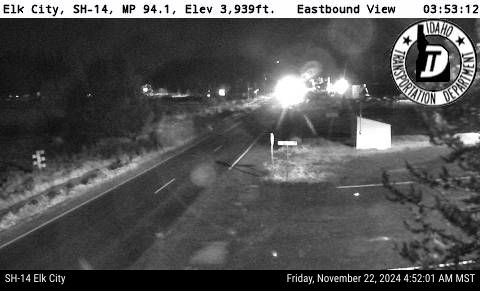 Elk City, SH-14, MP 94.1, Elev 3,939ft.   Eastbound View   03:53:12
IDAHO
TRANSPORTATION DEPARTMENT
SH-14 Elk City
Friday, November 22, 2024 4:52:01 AM MST